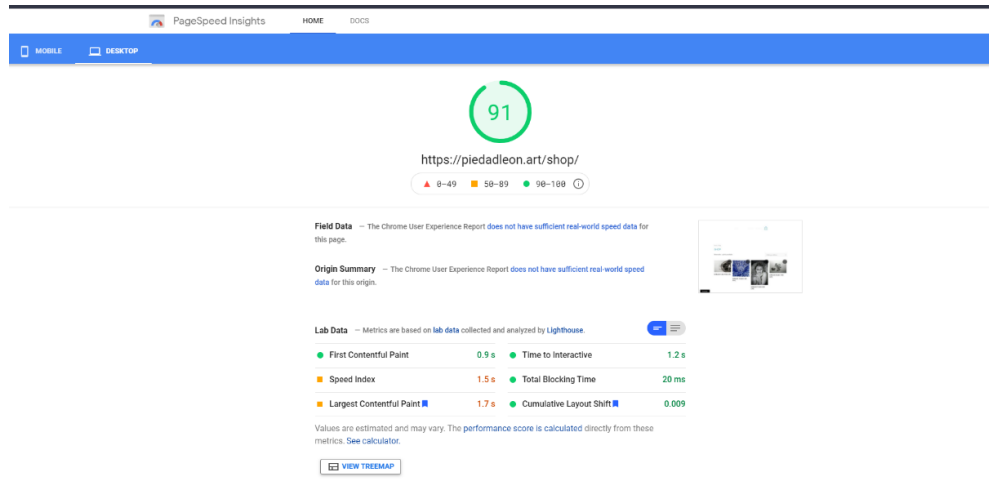 PageSpeed Insights
HOME
DOCS
MOBILE
DESKTOP
91
https://piedadleon.art/shop/
0–49
50–89
90–100
Field Data — The Chrome User Experience Report does not have sufficient real-world speed data for
this page.
Origin Summary — The Chrome User Experience Report does not have sufficient real-world speed
data for this origin.
Lab Data — Metrics are based on lab data collected and analyzed by Lighthouse.
First Contentful Paint 0.9 s
Time to Interactive 1.2 s
Speed Index 1.5 s
Total Blocking Time 20 ms
Largest Contentful Paint 1.7 s
Cumulative Layout Shift 0.009
Values are estimated and may vary. The performance score is calculated directly from these
metrics. See calculator.
VIEW TREEMAP